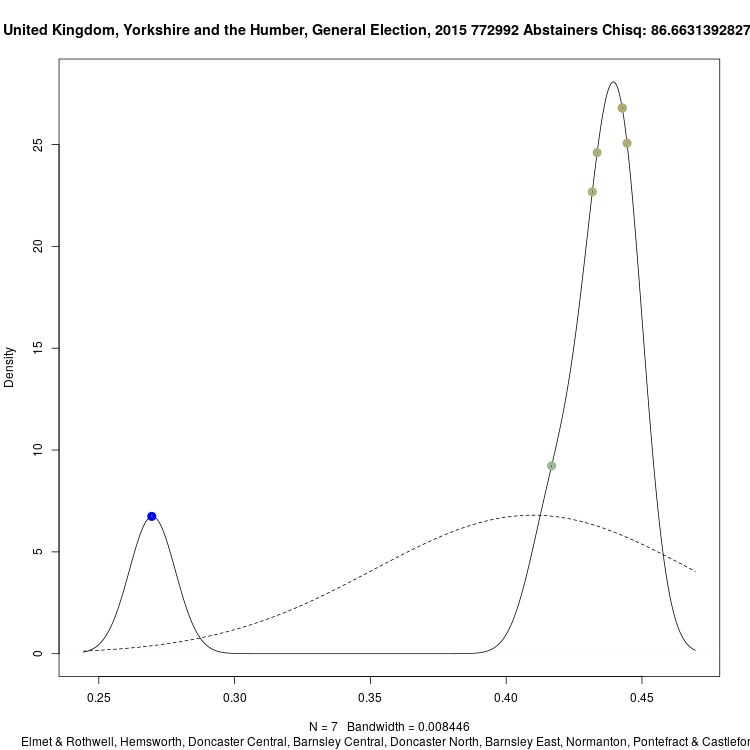 United Kingdom, Yorkshire and the Humber, General Election, 2015 772992 Abstainers Chisq: 86.6631392827
Density
25
20
15
10
5
0
0.25 0.30 0.35 0.40 0.45
N = 7 Bandwidth = 0.008446
Elmet & Rothwell, Hemsworth, Doncaster Central, Barnsley Central, Doncaster North, Barnsley East, Normanton, Pontefract & Castlefor